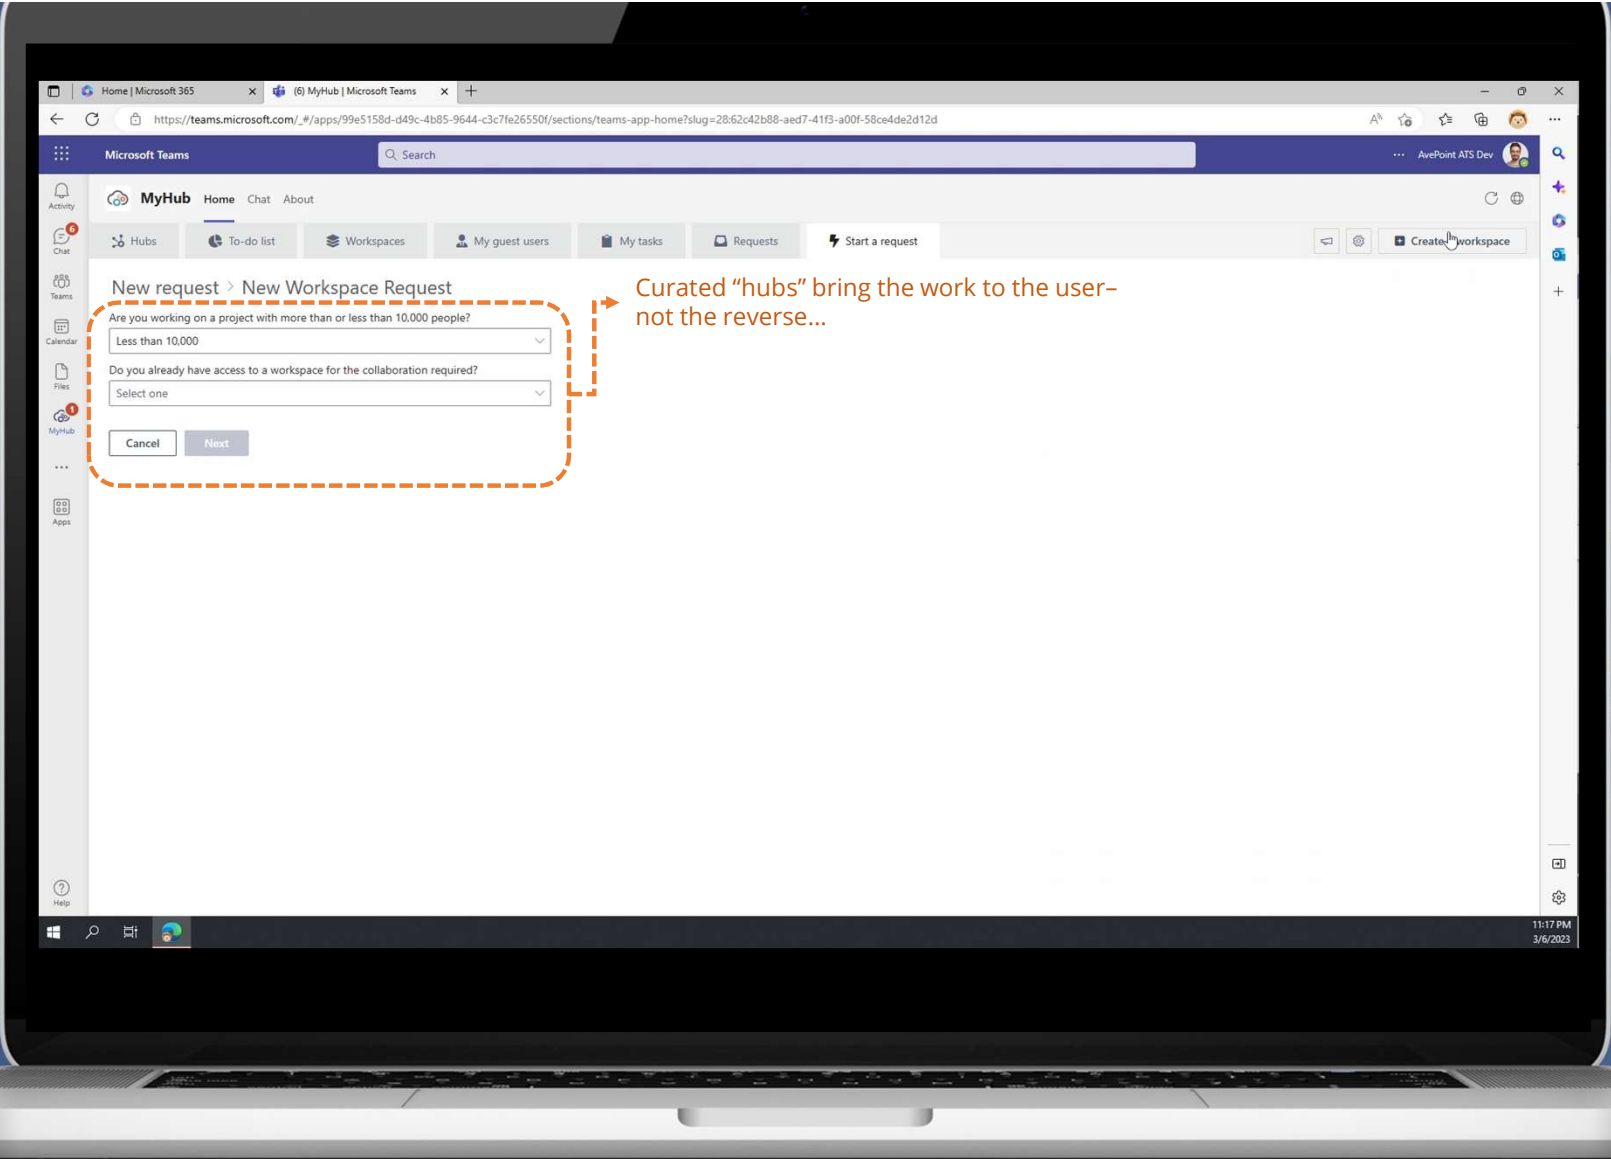 Home | Microsoft 365
(6) MyHub | Microsoft Teams
https://teams.microsoft.com/_#/apps/99e5158d-d49c-4b85-9644-c3c7fe26550f/sections/teams-app-home?slug=28:62c42b88-aed7-41f3-a00f-58ce4de2d12d
Microsoft Teams
Search
AvePoint ATS Dev
Activity
6
Chat
Teams
Calendar
Files
1
MyHub
Apps
Help
MyHub Home Chat About
Hubs To-do list Workspaces My guest users My tasks Requests Start a request
Create workspace
New request > New Workspace Request
Are you working on a project with more than or less than 10,000 people?
Less than 10,000
Do you already have access to a workspace for the collaboration required?
Select one
Cancel Next
Curated “hubs” bring the work to the user–
not the reverse…
11:17 PM
3/6/2023